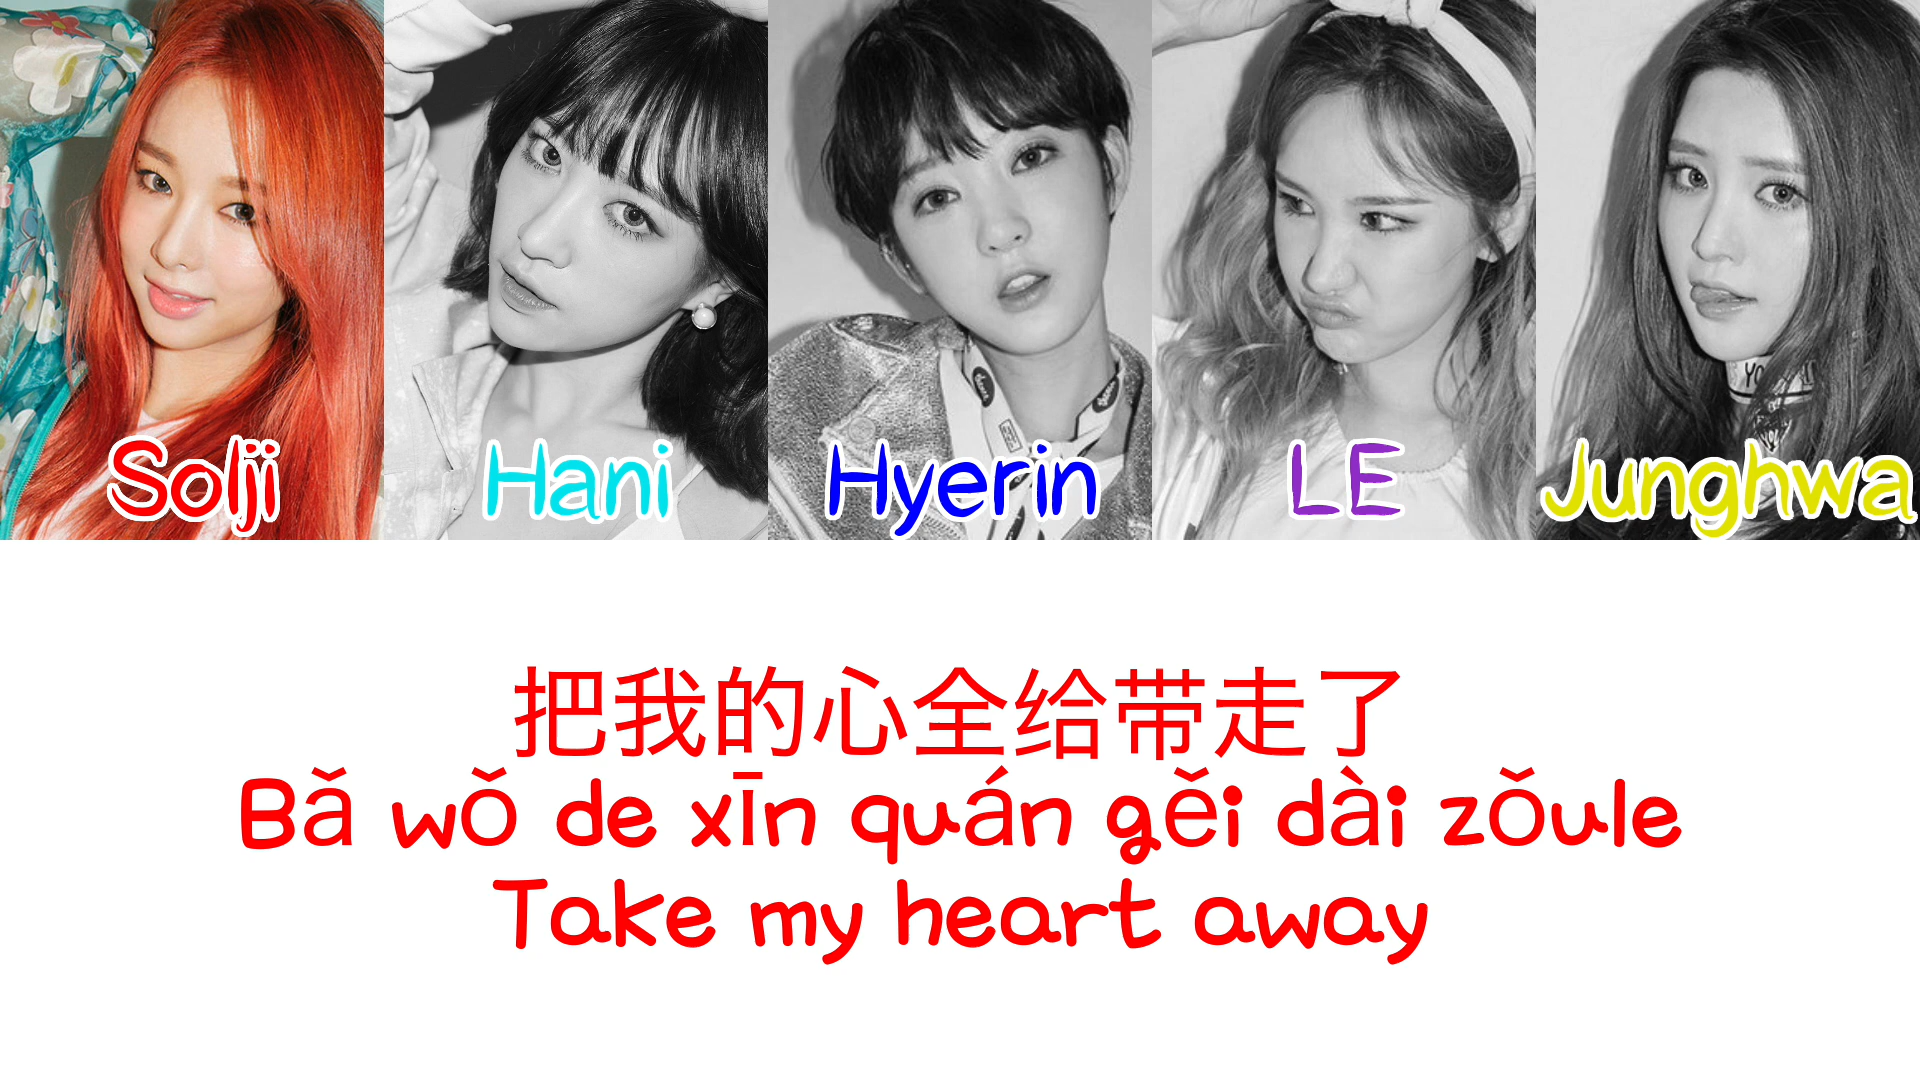 Solji Hani Hyerin LE Junghwa
把我的心全给带走了
Bǎ wǒ de xīn quán gěi dài zǒule
Take my heart away